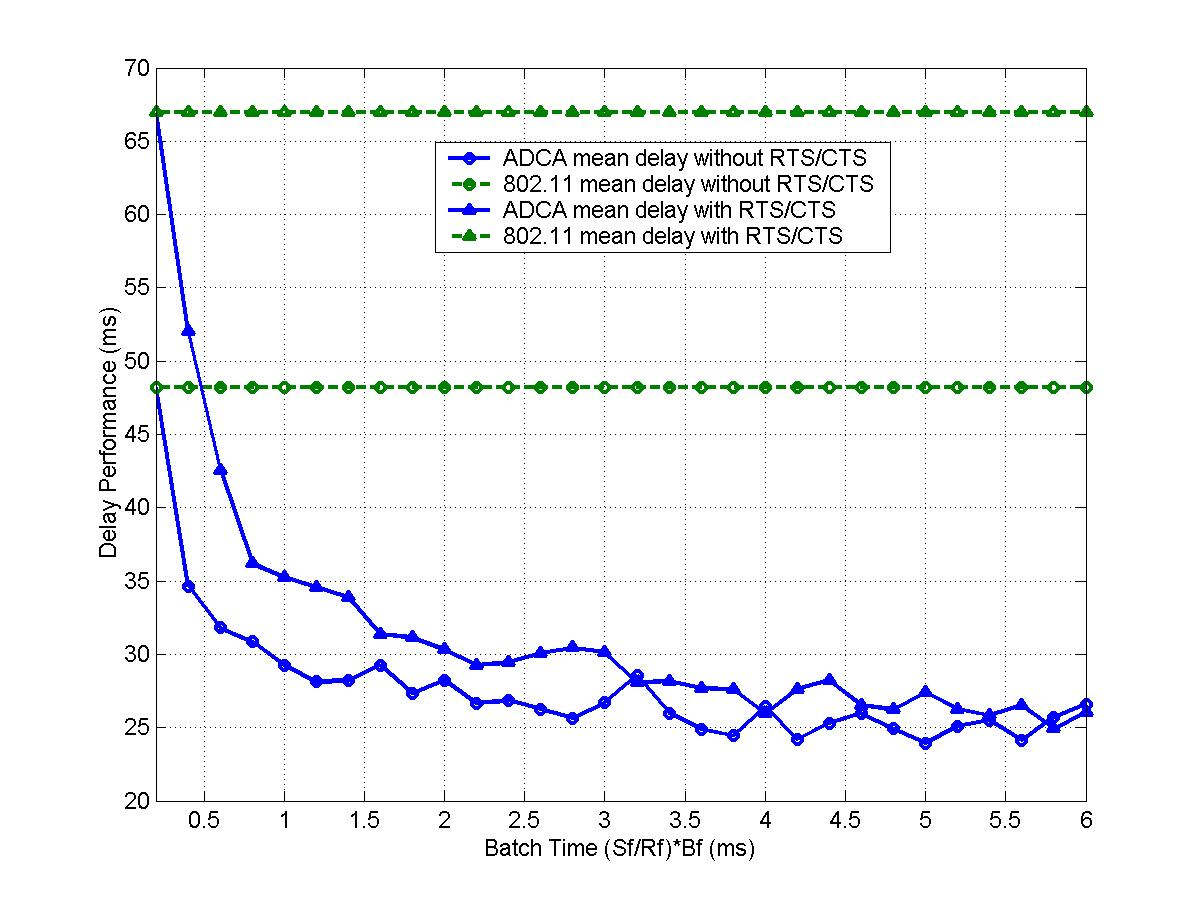 70
65
60
55
50
45
40
35
30
25
20
Delay Performance (ms)
ADCA mean delay without RTS/CTS
802.11 mean delay without RTS/CTS
ADCA mean delay with RTS/CTS
802.11 mean delay with RTS/CTS
0.5 1 1.5 2 2.5 3 3.5 4 4.5 5 5.5 6
Batch Time (Sf/Rf)*Bf (ms)